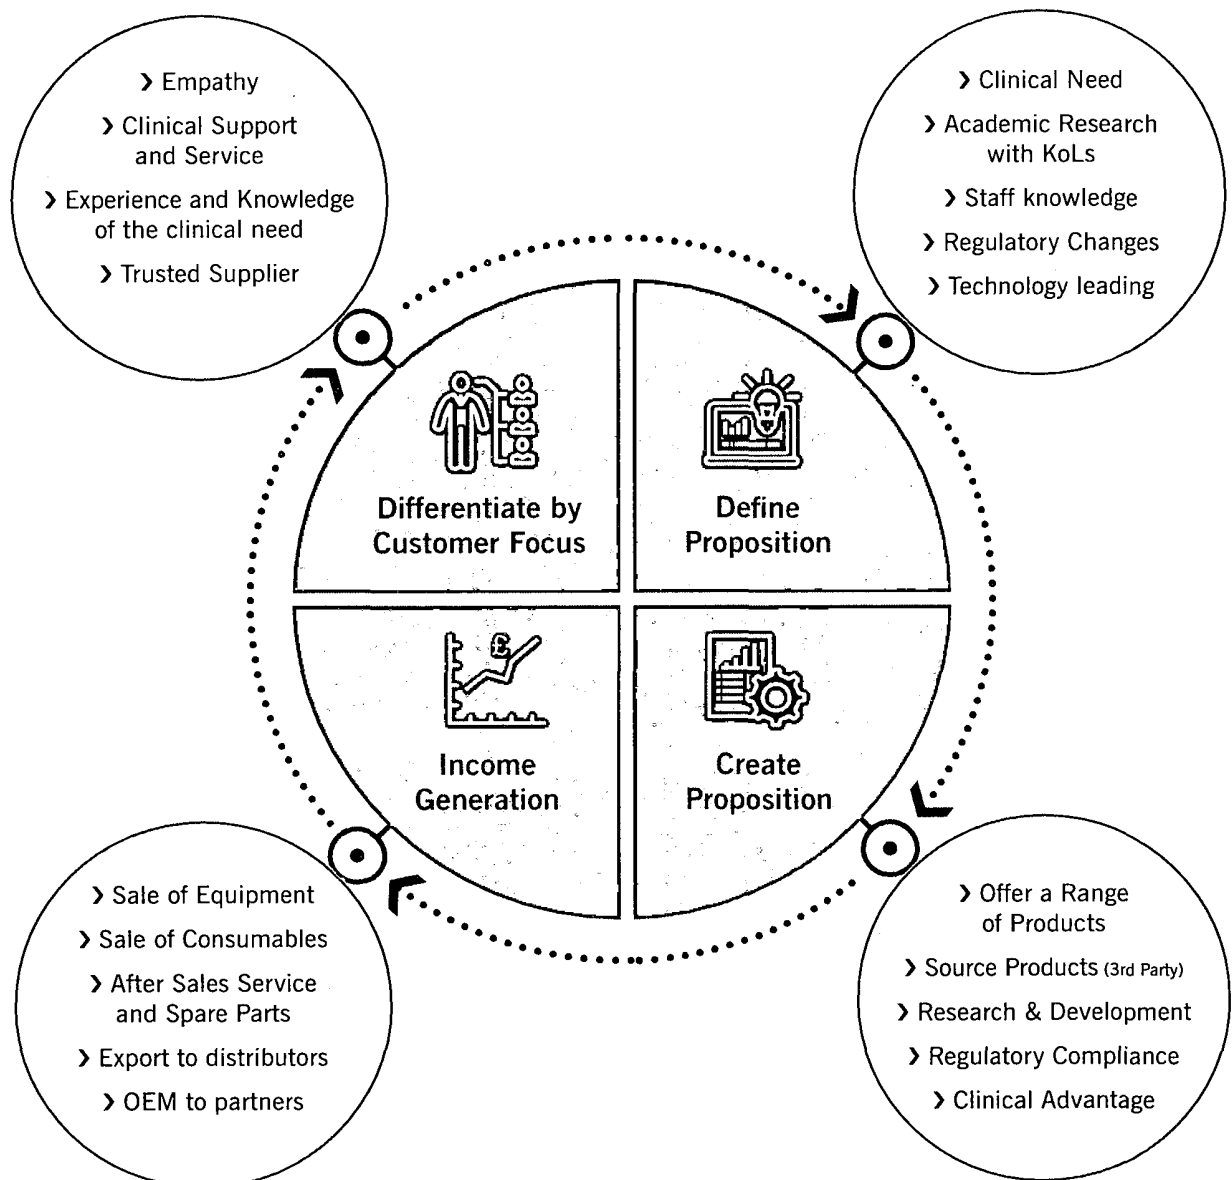 ❯ Empathy
❯ Clinical Support
and Service
❯ Experience and Knowledge
of the clinical need
❯ Trusted Supplier
❯ Clinical Need
❯ Academic Research
with KoLs
❯ Staff knowledge
❯ Regulatory Changes
❯ Technology leading
Differentiate by
Customer Focus
Define
Proposition
£
Income
Generation
Create
Proposition
❯ Sale of Equipment
❯ Sale of Consumables
❯ After Sales Service
and Spare Parts
❯ Export to distributors
❯ OEM to partners
❯ Offer a Range
of Products
❯ Source Products (3rd Party)
❯ Research & Development
❯ Regulatory Compliance
❯ Clinical Advantage